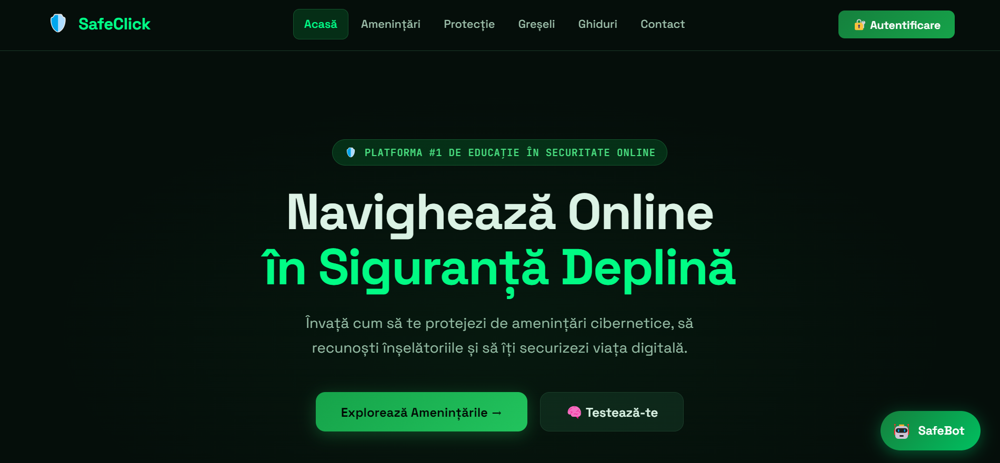 SafeClick
Acasă
Amenințări
Protecție
Greșeli
Ghiduri
Contact
Autentificare
PLATFORMA #1 DE EDUCAȚIE ÎN SECURITATE ONLINE
Navighează Online
în Siguranță Deplină
Învață cum să te protejezi de amenințări cibernetice, să
recunoști înșelătoriile și să îți securizezi viața digitală.
Explorează Amenințările →
Testează-te
SafeBot